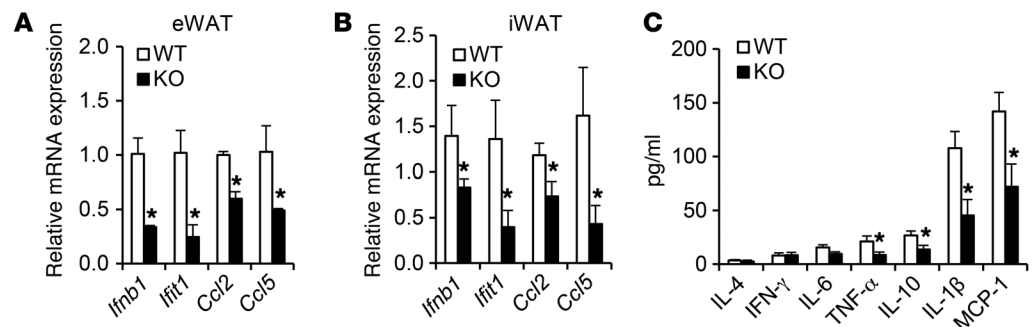 A
eWAT
Relative mRNA expression
2.0
1.5
1.0
0.5
0.0
WT
KO
*
*
*
*
Ifnb1
Ifit1
Ccl2
Ccl5
B
iWAT
Relative mRNA expression
2.5
2.0
1.5
1.0
0.5
0.0
WT
KO
*
*
*
*
Ifnb1
Ifit1
Ccl2
Ccl5
C
pg/ml
200
150
100
50
0
WT
KO
*
*
*
*
IL-4
IFN-γ
IL-6
TNF-α
IL-10
IL-1β
MCP-1